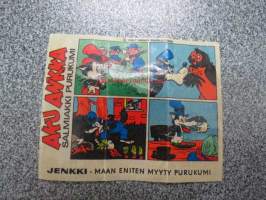 AKU ANKKA
SALMIAKKI PURUKUMI
JENKKI - MAAN ENITEN MYYTY PURUKUMI